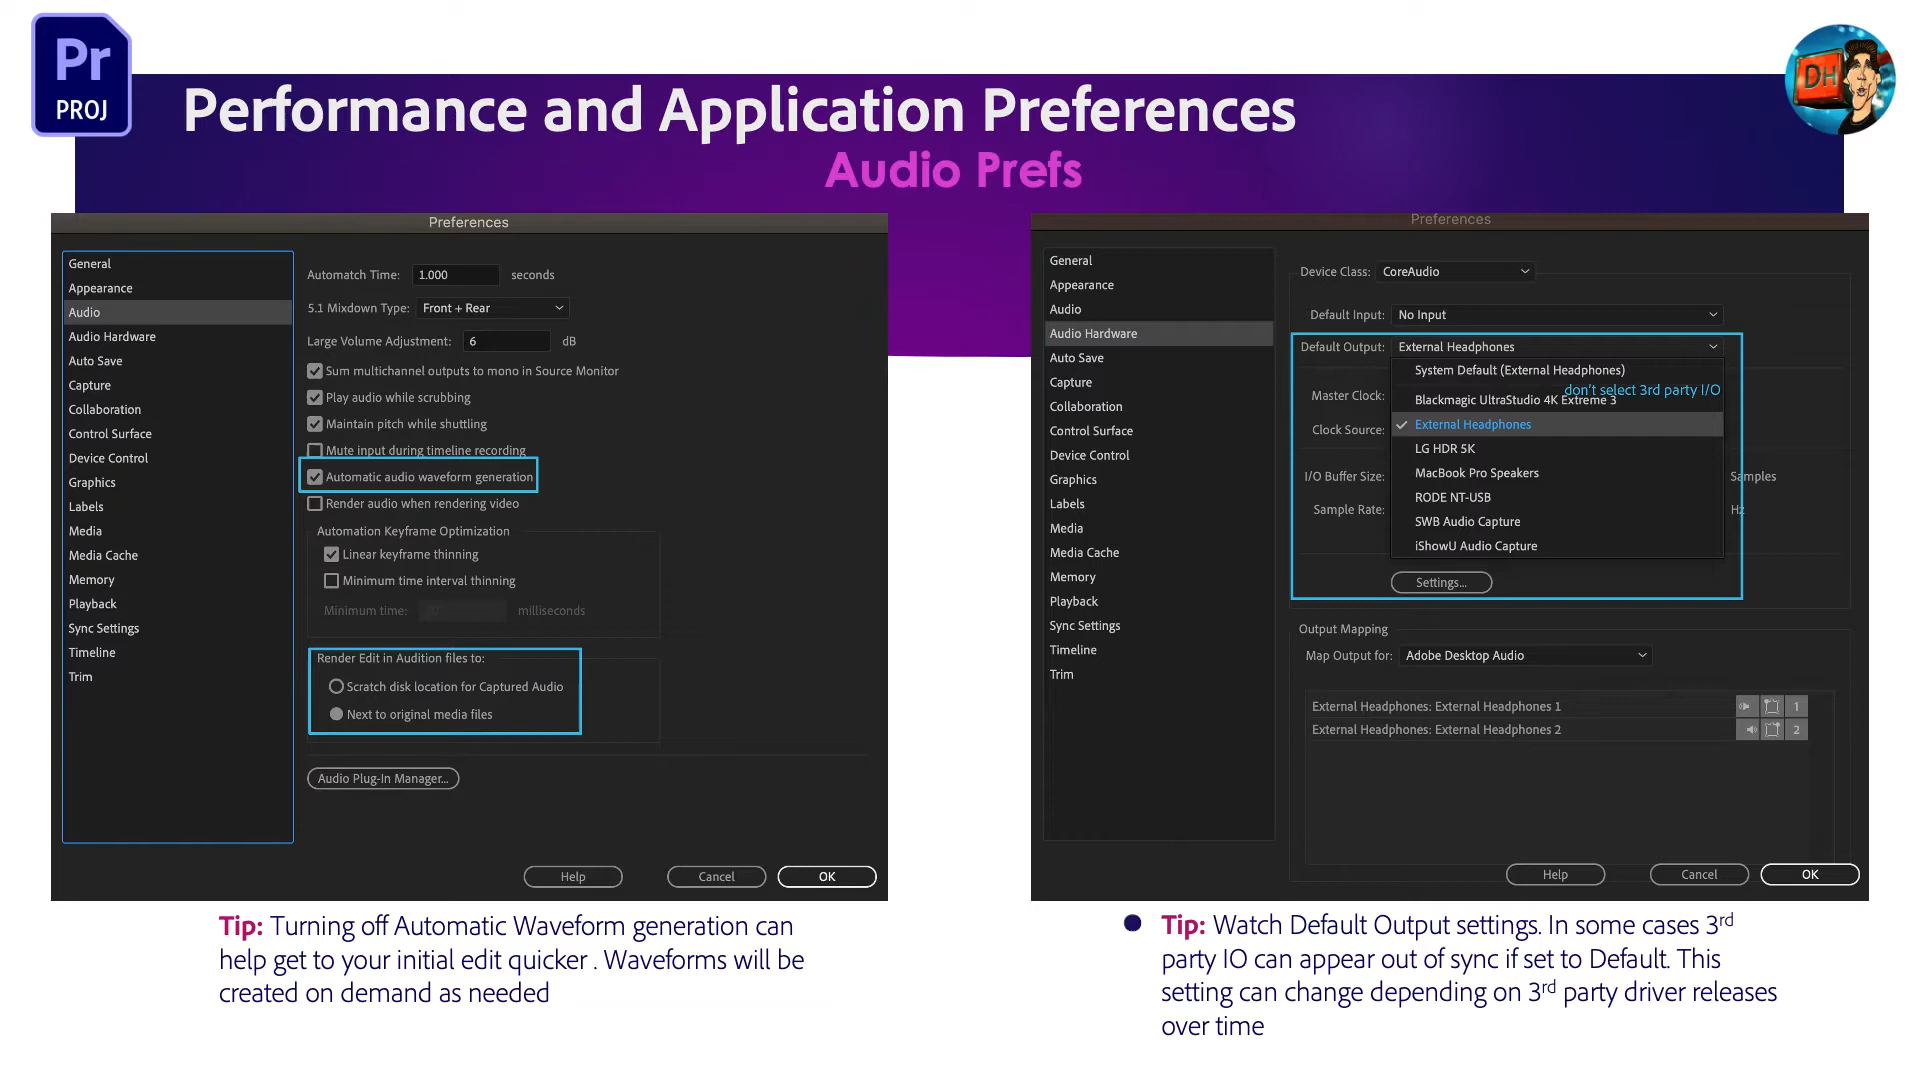 Pr
PROJ
Performance and Application Preferences
Audio Prefs
DH
Preferences
General
Appearance
Audio
Audio Hardware
Auto Save
Capture
Collaboration
Control Surface
Device Control
Graphics
Labels
Media
Media Cache
Memory
Playback
Sync Settings
Timeline
Trim
Automatch Time: 1.000 seconds
5.1 Mixdown Type: Front + Rear
Large Volume Adjustment: 6 dB
Sum multichannel outputs to mono in Source Monitor
Play audio while scrubbing
Maintain pitch while shuttling
Mute input during timeline recording
Automatic audio waveform generation
Render audio when rendering video
Automation Keyframe Optimization
Linear keyframe thinning
Minimum time interval thinning
Minimum time: 20 milliseconds
Render Edit in Audition files to:
Scratch disk location for Captured Audio
Next to original media files
Audio Plug-In Manager...
Help Cancel OK
Tip: Turning off Automatic Waveform generation can
help get to your initial edit quicker . Waveforms will be
created on demand as needed
Preferences
General
Appearance
Audio
Audio Hardware
Auto Save
Capture
Collaboration
Control Surface
Device Control
Graphics
Labels
Media
Media Cache
Memory
Playback
Sync Settings
Timeline
Trim
Device Class: CoreAudio
Default Input: No Input
Default Output: External Headphones
System Default (External Headphones)
don't select 3rd party I/O
Master Clock:
Blackmagic UltraStudio 4K Extreme 3
Clock Source:
External Headphones
LG HDR 5K
I/O Buffer Size: Samples
MacBook Pro Speakers
RODE NT-USB
Sample Rate: Hz
SWB Audio Capture
iShowU Audio Capture
Settings...
Output Mapping
Map Output for: Adobe Desktop Audio
External Headphones: External Headphones 1 1
External Headphones: External Headphones 2 2
Help Cancel OK
Tip: Watch Default Output settings. In some cases 3rd
party IO can appear out of sync if set to Default. This
setting can change depending on 3rd party driver releases
over time